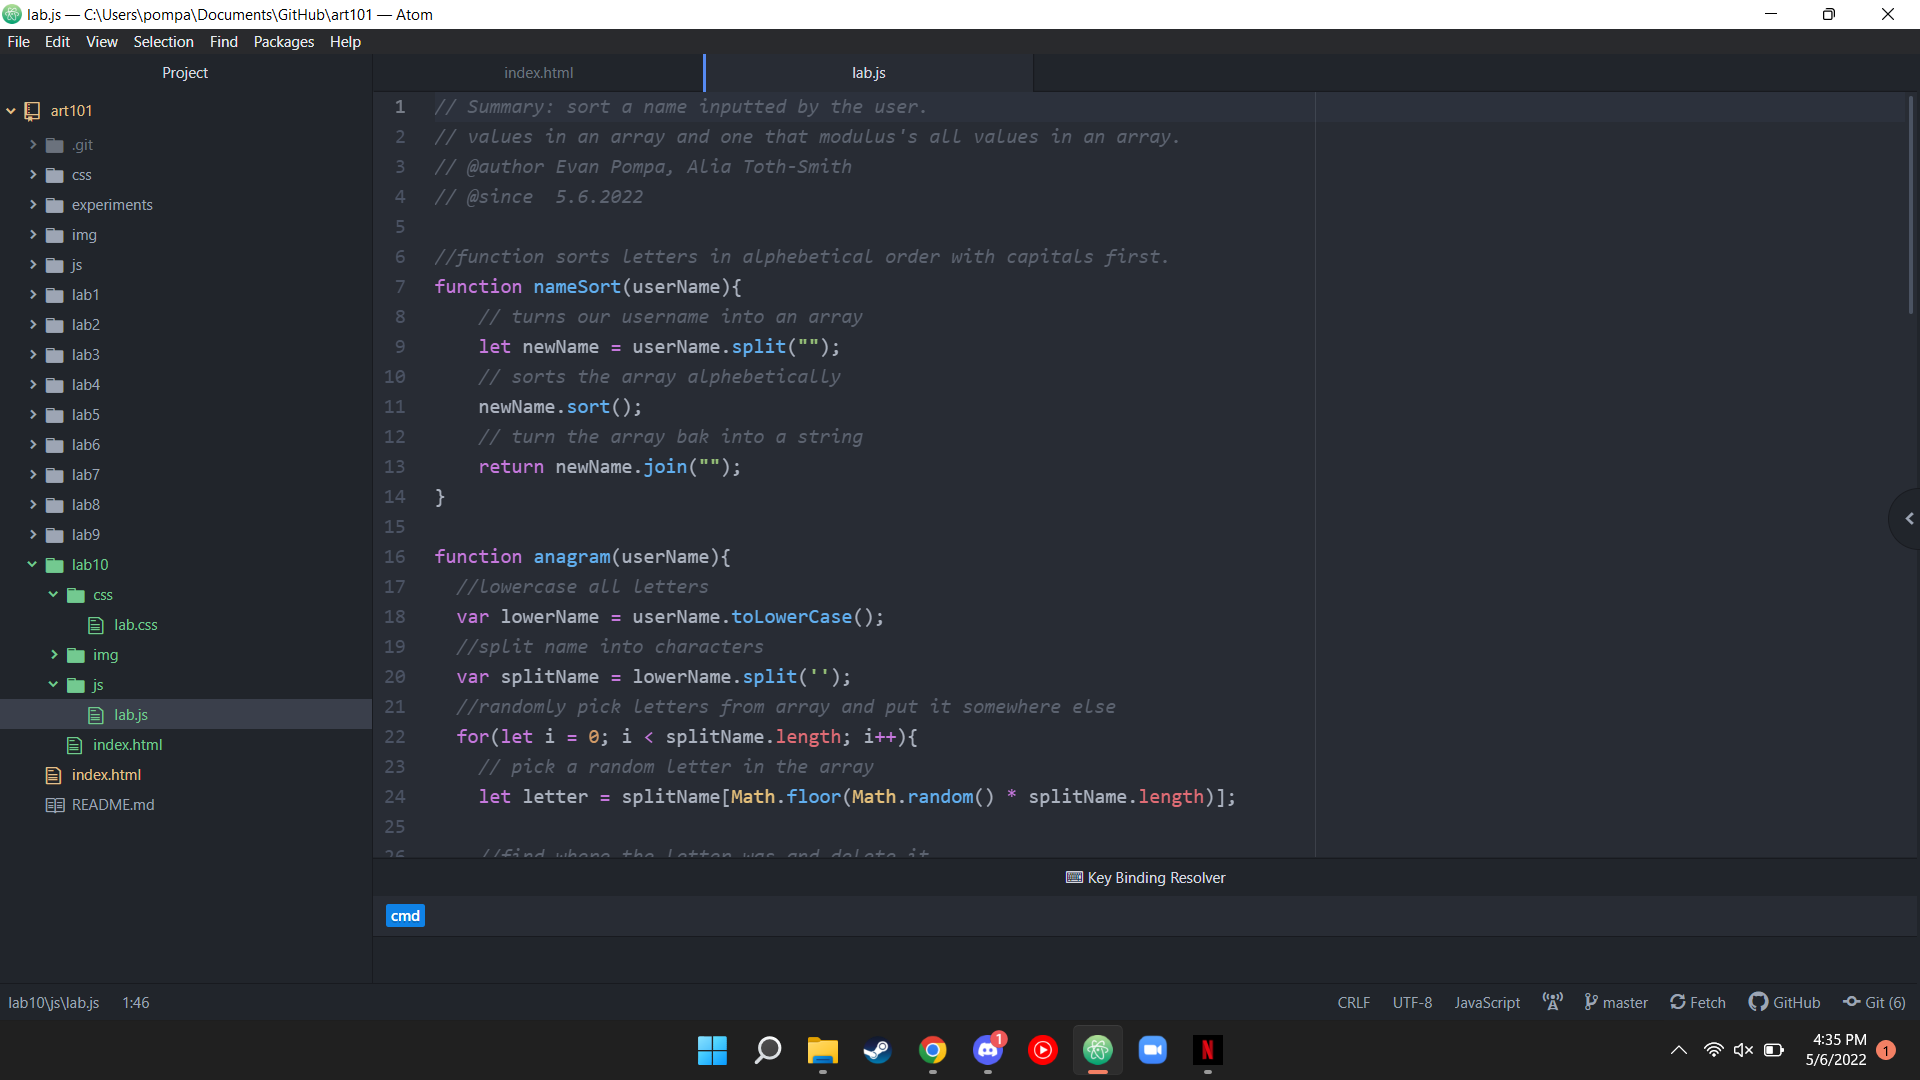 lab.js — C:\Users\pompa\Documents\GitHub\art101 — Atom
File Edit View Selection Find Packages Help
Project
art101
.git
css
experiments
img
js
lab1
lab2
lab3
lab4
lab5
lab6
lab7
lab8
lab9
lab10
css
lab.css
img
js
lab.js
index.html
index.html
README.md
index.html lab.js
1 // Summary: sort a name inputted by the user.
2 // values in an array and one that modulus's all values in an array.
3 // @author Evan Pompa, Alia Toth-Smith
4 // @since  5.6.2022
5
6 //function sorts letters in alphebetical order with capitals first.
7 function nameSort(userName){
8     // turns our username into an array
9     let newName = userName.split("");
10     // sorts the array alphebetically
11     newName.sort();
12     // turn the array bak into a string
13     return newName.join("");
14 }
15
16 function anagram(userName){
17   //lowercase all letters
18   var lowerName = userName.toLowerCase();
19   //split name into characters
20   var splitName = lowerName.split('');
21   //randomly pick letters from array and put it somewhere else
22   for(let i = 0; i < splitName.length; i++){
23     // pick a random letter in the array
24     let letter = splitName[Math.floor(Math.random() * splitName.length)];
25
26     //find where the letter was and delete it
Key Binding Resolver
cmd
lab10\js\lab.js 1:46
CRLF UTF-8 JavaScript master Fetch GitHub Git (6)
1
N
4:35 PM
5/6/2022
1